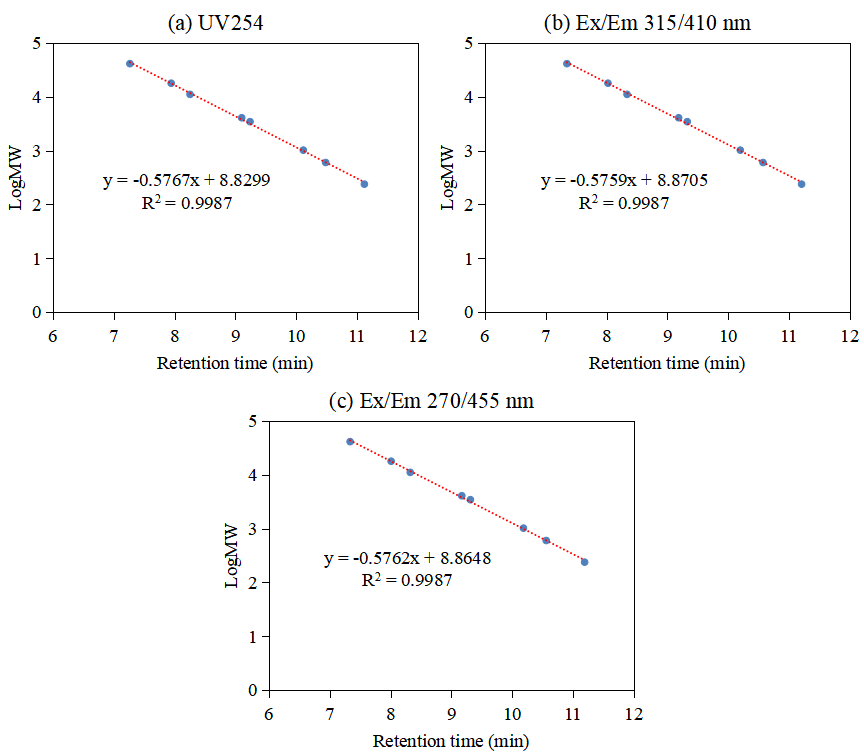 (a) UV254
5
4
3
2
1
0
LogMW
y = -0.5767x + 8.8299
R² = 0.9987
6 7 8 9 10 11 12
Retention time (min)
(b) Ex/Em 315/410 nm
5
4
3
2
1
0
LogMW
y = -0.5759x + 8.8705
R² = 0.9987
6 7 8 9 10 11 12
Retention time (min)
(c) Ex/Em 270/455 nm
5
4
3
2
1
0
LogMW
y = -0.5762x + 8.8648
R² = 0.9987
6 7 8 9 10 11 12
Retention time (min)